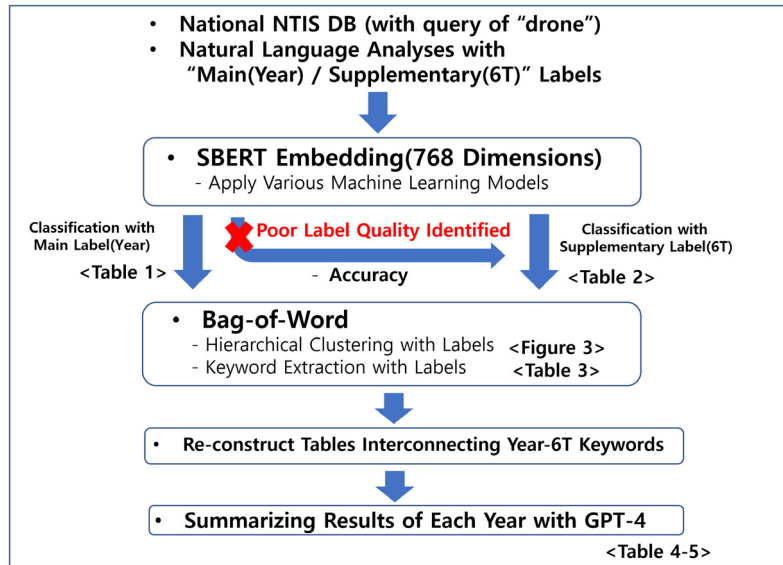 • National NTIS DB (with query of “drone”)
• Natural Language Analyses with
“Main(Year) / Supplementary(6T)” Labels
• SBERT Embedding(768 Dimensions)
- Apply Various Machine Learning Models
Classification with
Main Label(Year)
<Table 1>
Poor Label Quality Identified
- Accuracy
Classification with
Supplementary Label(6T)
<Table 2>
• Bag-of-Word
- Hierarchical Clustering with Labels <Figure 3>
- Keyword Extraction with Labels <Table 3>
• Re-construct Tables Interconnecting Year-6T Keywords
• Summarizing Results of Each Year with GPT-4
<Table 4-5>